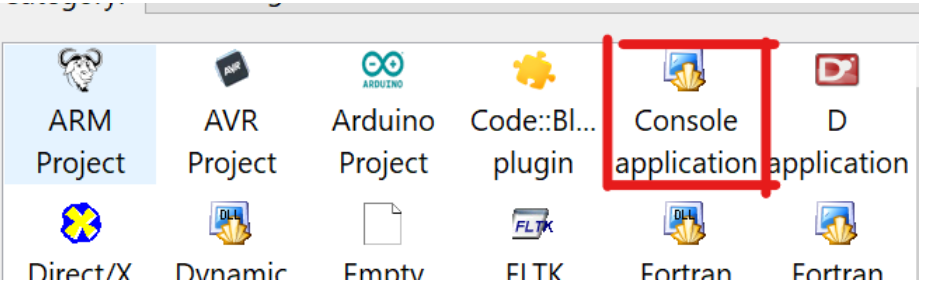 Category:
AVR
ARDUINO
D
ARM AVR Arduino Code::Bl... Console D
Project Project Project plugin application application
DLL FLTK DLL
Direct/X Dynamic Empty FLTK Fortran Fortran